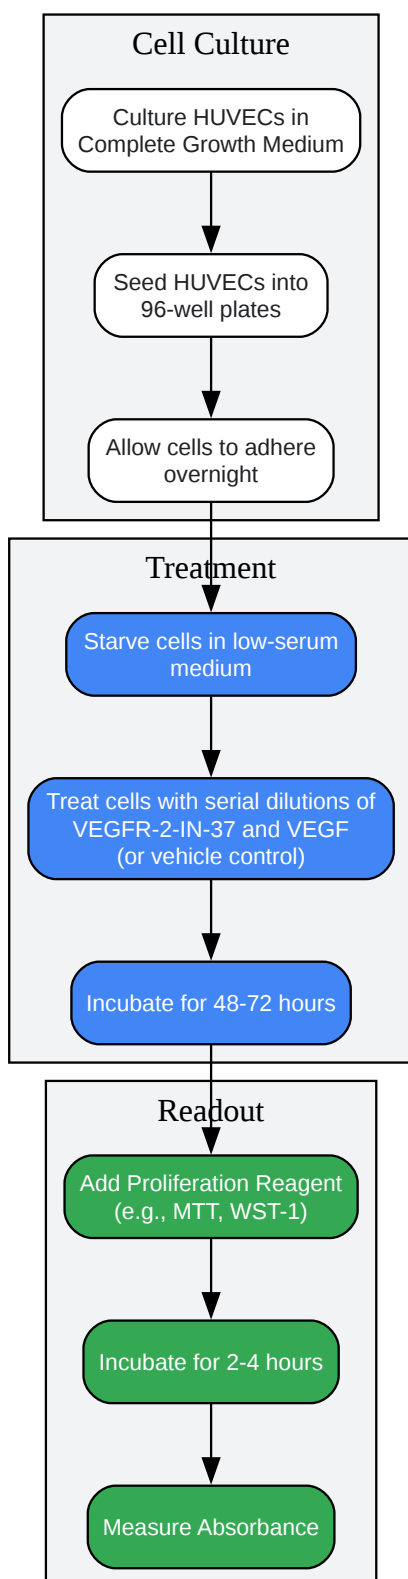 Cell Culture
Culture HUVECs in
Complete Growth Medium
Seed HUVECs into
96-well plates
Allow cells to adhere
overnight
Treatment
Starve cells in low-serum
medium
Treat cells with serial dilutions of
VEGFR-2-IN-37 and VEGF
(or vehicle control)
Incubate for 48-72 hours
Readout
Add Proliferation Reagent
(e.g., MTT, WST-1)
Incubate for 2-4 hours
Measure Absorbance